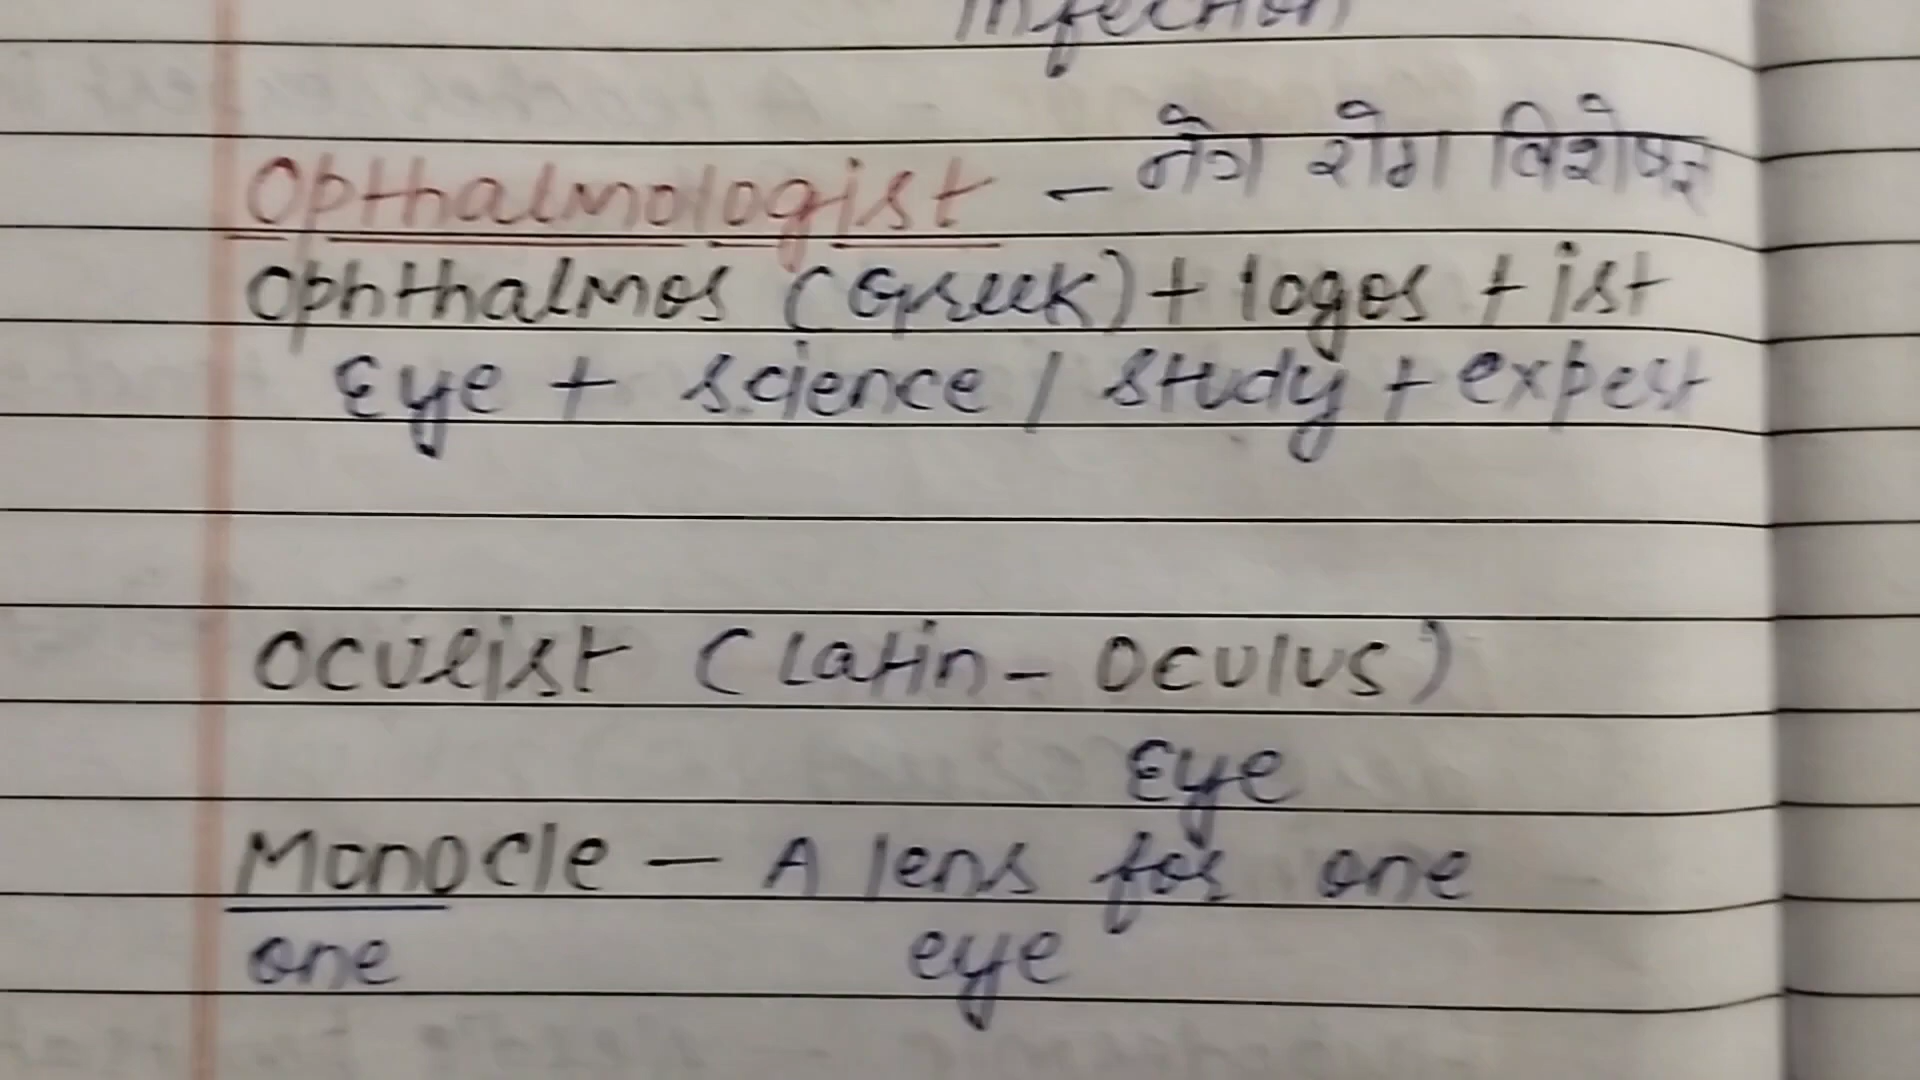 Infection
Opthalmologist - नेत्र रोग विशेषज्ञ
Ophthalmos (Greek) + logos + ist
Eye + science / study + expert
Oculist (Latin - Oculus)
Eye
Monocle - A lens for one
one eye